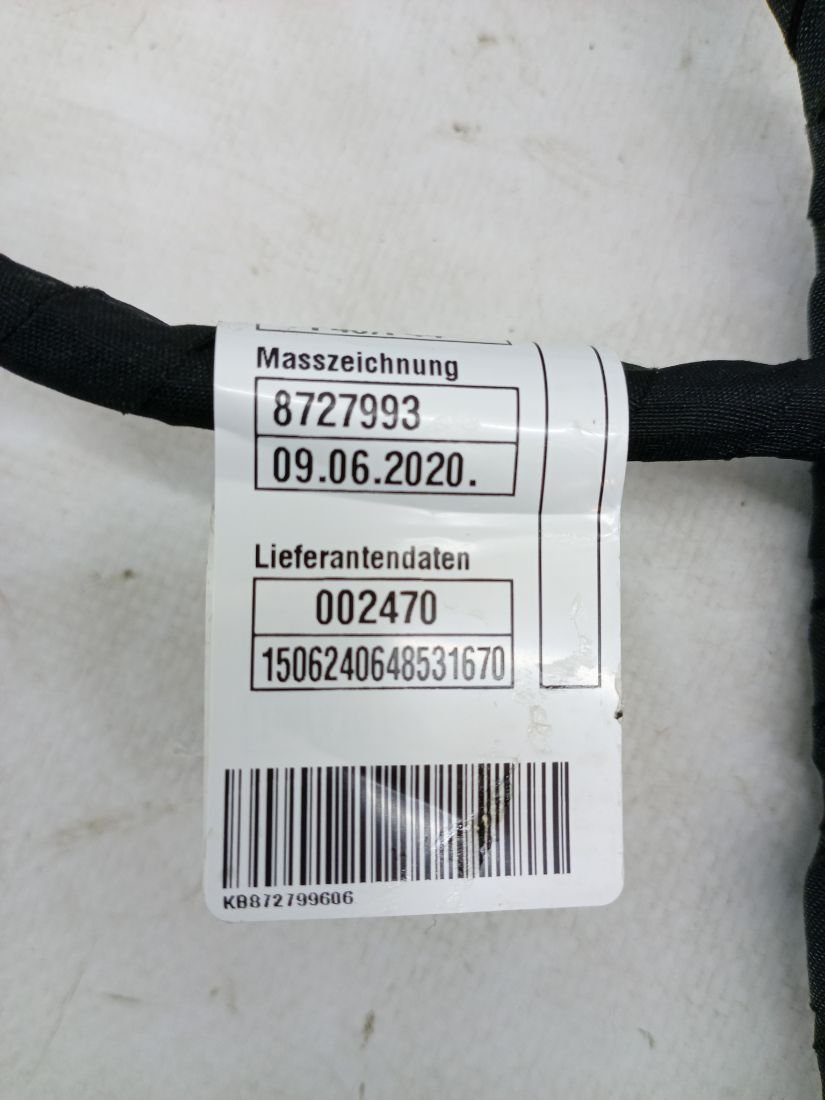 Masszeichnung
8727993
09.06.2020.
Lieferantendaten
002470
1506240648531670
KB872799606